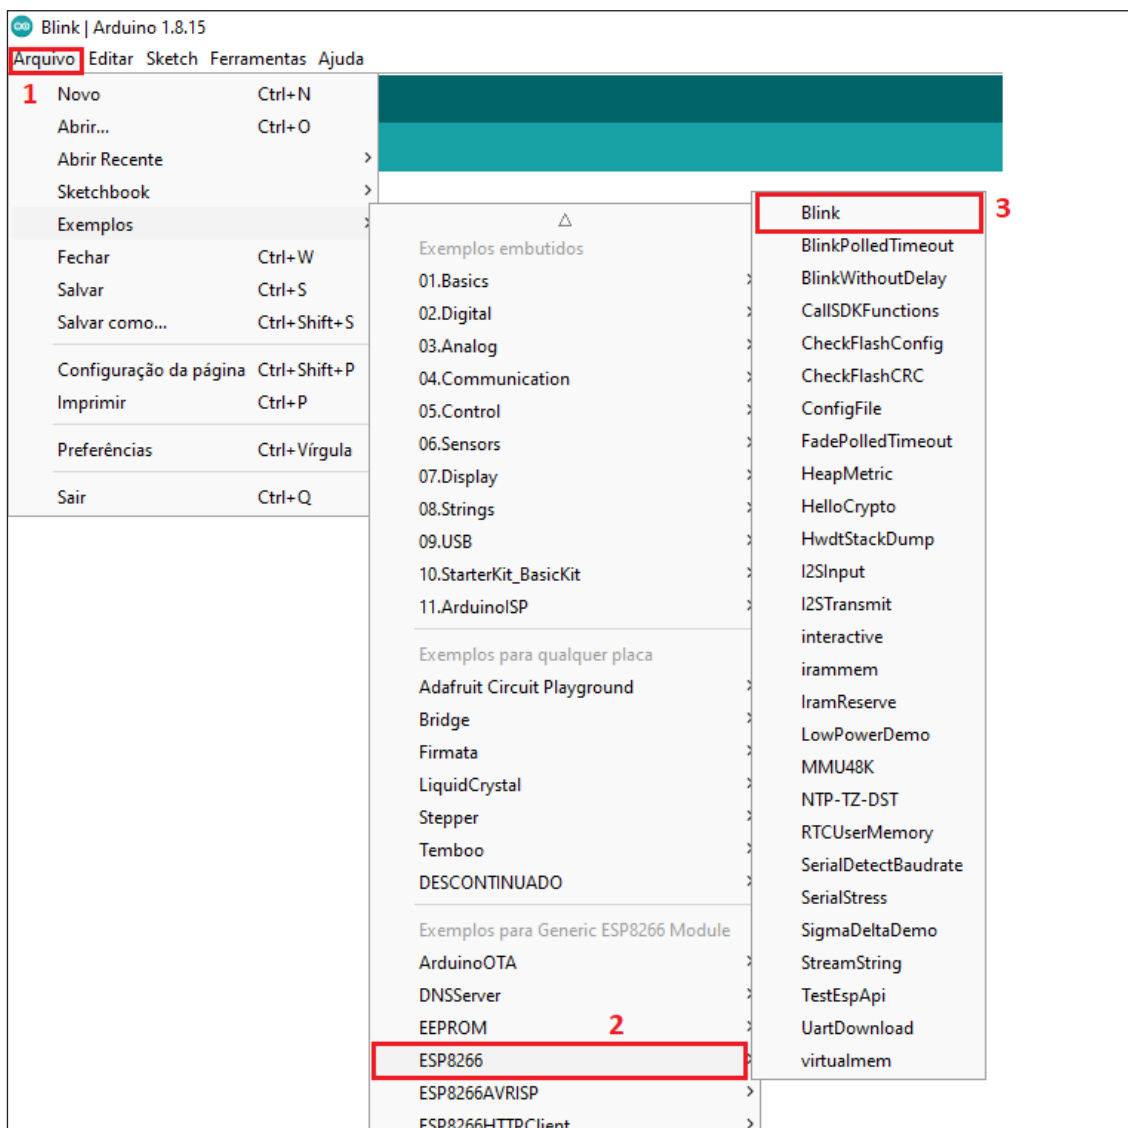 Blink | Arduino 1.8.15
Arquivo Editar Sketch Ferramentas Ajuda
1
Novo Ctrl+N
Abrir... Ctrl+O
Abrir Recente
Sketchbook
Exemplos
Fechar Ctrl+W
Salvar Ctrl+S
Salvar como... Ctrl+Shift+S
Configuração da página Ctrl+Shift+P
Imprimir Ctrl+P
Preferências Ctrl+Vírgula
Sair Ctrl+Q
Exemplos embutidos
01.Basics
02.Digital
03.Analog
04.Communication
05.Control
06.Sensors
07.Display
08.Strings
09.USB
10.StarterKit_BasicKit
11.ArduinoISP
Exemplos para qualquer placa
Adafruit Circuit Playground
Bridge
Firmata
LiquidCrystal
Stepper
Temboo
DESCONTINUADO
Exemplos para Generic ESP8266 Module
ArduinoOTA
DNSServer
EEPROM
2
ESP8266
ESP8266AVRISP
ESP8266HTTPClient
Blink
3
BlinkPolledTimeout
BlinkWithoutDelay
CallSDKFunctions
CheckFlashConfig
CheckFlashCRC
ConfigFile
FadePolledTimeout
HeapMetric
HelloCrypto
HwdtStackDump
I2SInput
I2STransmit
interactive
irammem
IramReserve
LowPowerDemo
MMU48K
NTP-TZ-DST
RTCUserMemory
SerialDetectBaudrate
SerialStress
SigmaDeltaDemo
StreamString
TestEspApi
UartDownload
virtualmem